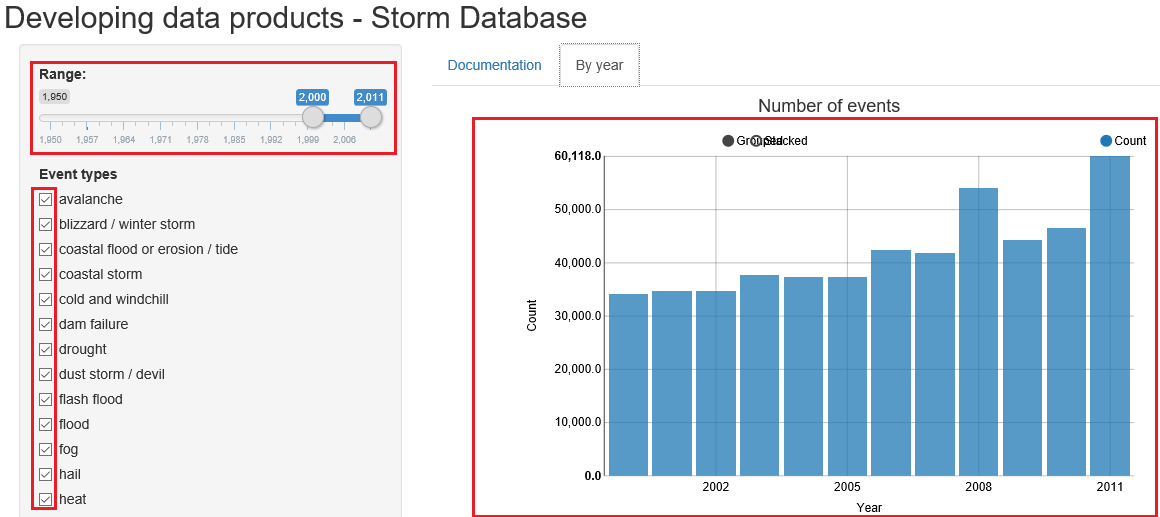 Developing data products - Storm Database
Range:
1,950
2,000
2,011
1,950 1,957 1,964 1,971 1,978 1,985 1,992 1,999 2,006
Event types
avalanche
blizzard / winter storm
coastal flood or erosion / tide
coastal storm
cold and windchill
dam failure
drought
dust storm / devil
flash flood
flood
fog
hail
heat
Documentation
By year
Number of events
Grouped Stacked
Count
60,118.0
50,000.0
40,000.0
30,000.0
20,000.0
10,000.0
0.0
Count
2002 2005 2008 2011
Year